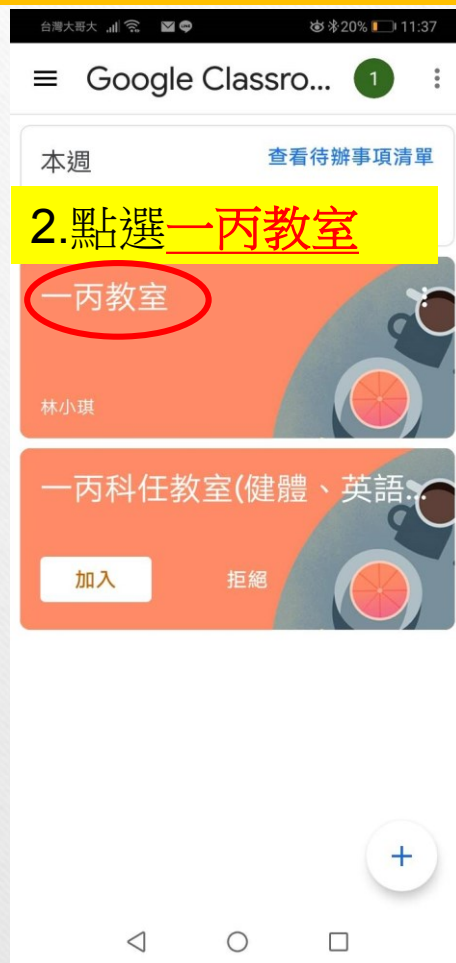 台灣大哥大 20% 11:37
Google Classro... 1
本週 查看待辦事項清單
2.點選一丙教室
一丙教室
林小琪
一丙科任教室(健體、英語...
加入 拒絕
+